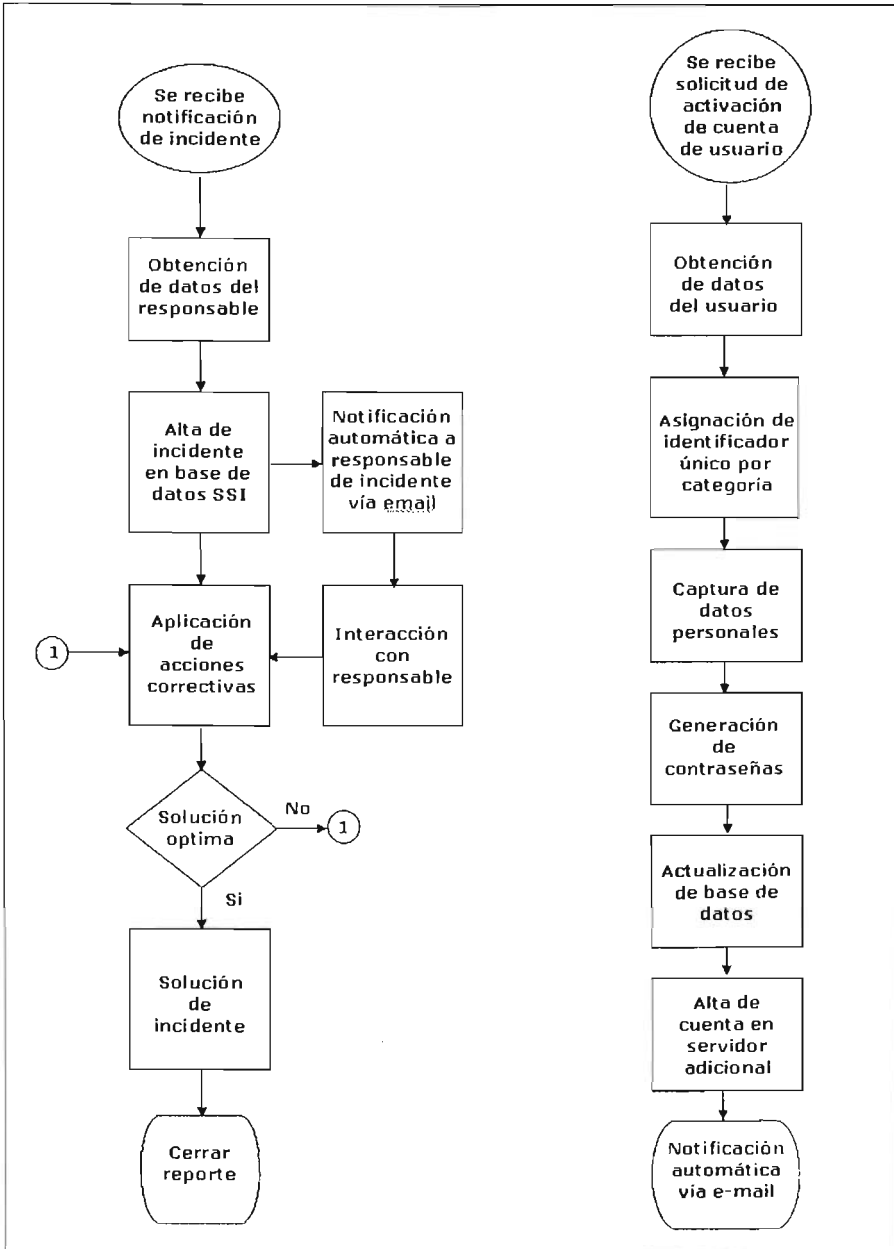 Se recibe
notificación
de incidente
Obtención
de datos del
responsable
Alta de
incidente
en base de
datos SSI
Notificación
automática a
responsable
de incidente
vía email
1
Aplicación
de
acciones
correctivas
Interacción
con
responsable
Solución
optima
No
1
Si
Solución
de
incidente
Cerrar
reporte
Se recibe
solicitud de
activación
de cuenta
de usuario
Obtención
de datos
del usuario
Asignación de
identificador
único por
categoría
Captura de
datos
personales
Generación
de
contraseñas
Actualización
de base de
datos
Alta de
cuenta en
servidor
adicional
Notificación
automática
vía e-mail